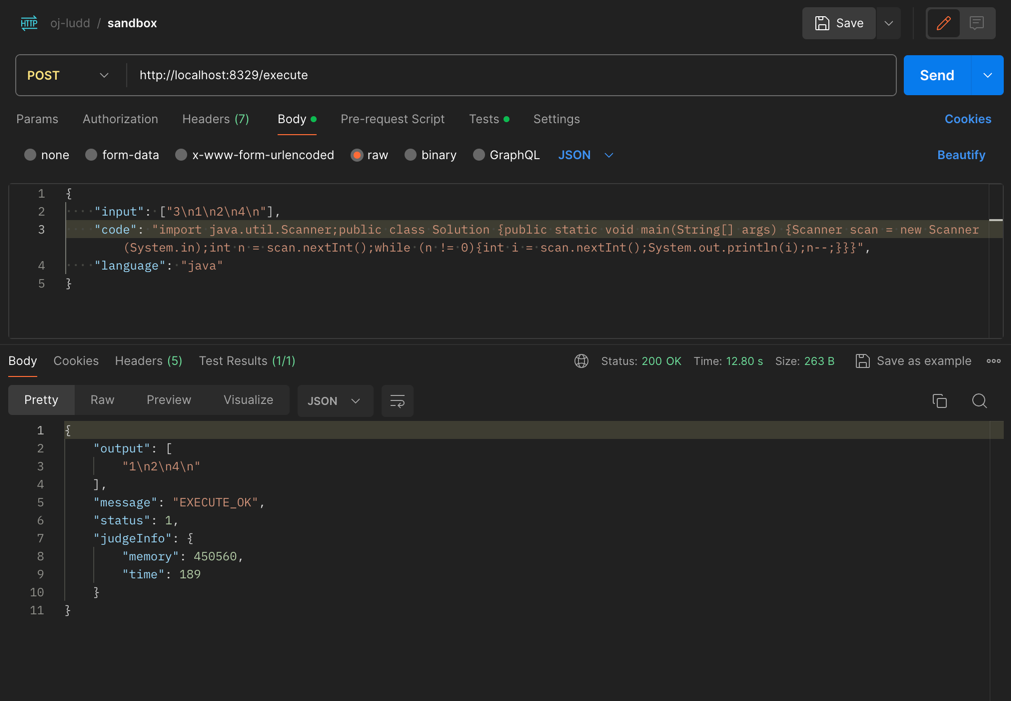 HTTP oj-ludd / sandbox Save
POST http://localhost:8329/execute Send
Params Authorization Headers (7) Body Pre-request Script Tests Settings Cookies
none form-data x-www-form-urlencoded raw binary GraphQL JSON Beautify
1 {
2 ····"input":·["3\n1\n2\n4\n"],
3 ····"code": "import java.util.Scanner;public class Solution {public static void main(String[] args) {Scanner scan = new Scanner
(System.in);int n = scan.nextInt();while (n != 0){int i = scan.nextInt();System.out.println(i);n--;}}}",
4 ····"language":·"java"
5 }
Body Cookies Headers (5) Test Results (1/1) Status: 200 OK Time: 12.80 s Size: 263 B Save as example
Pretty Raw Preview Visualize JSON
1 {
2 "output": [
3 "1\n2\n4\n"
4 ],
5 "message": "EXECUTE_OK",
6 "status": 1,
7 "judgeInfo": {
8 "memory": 450560,
9 "time": 189
10 }
11 }